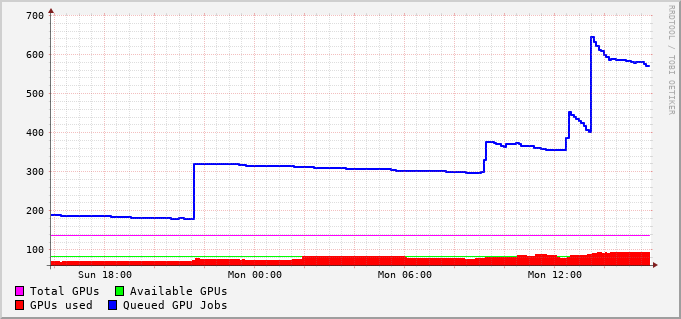 700
600
500
400
300
200
100
Sun 18:00 Mon 00:00 Mon 06:00 Mon 12:00
Total GPUs Available GPUs
GPUs used Queued GPU Jobs
RRDTOOL / TOBI OETIKER